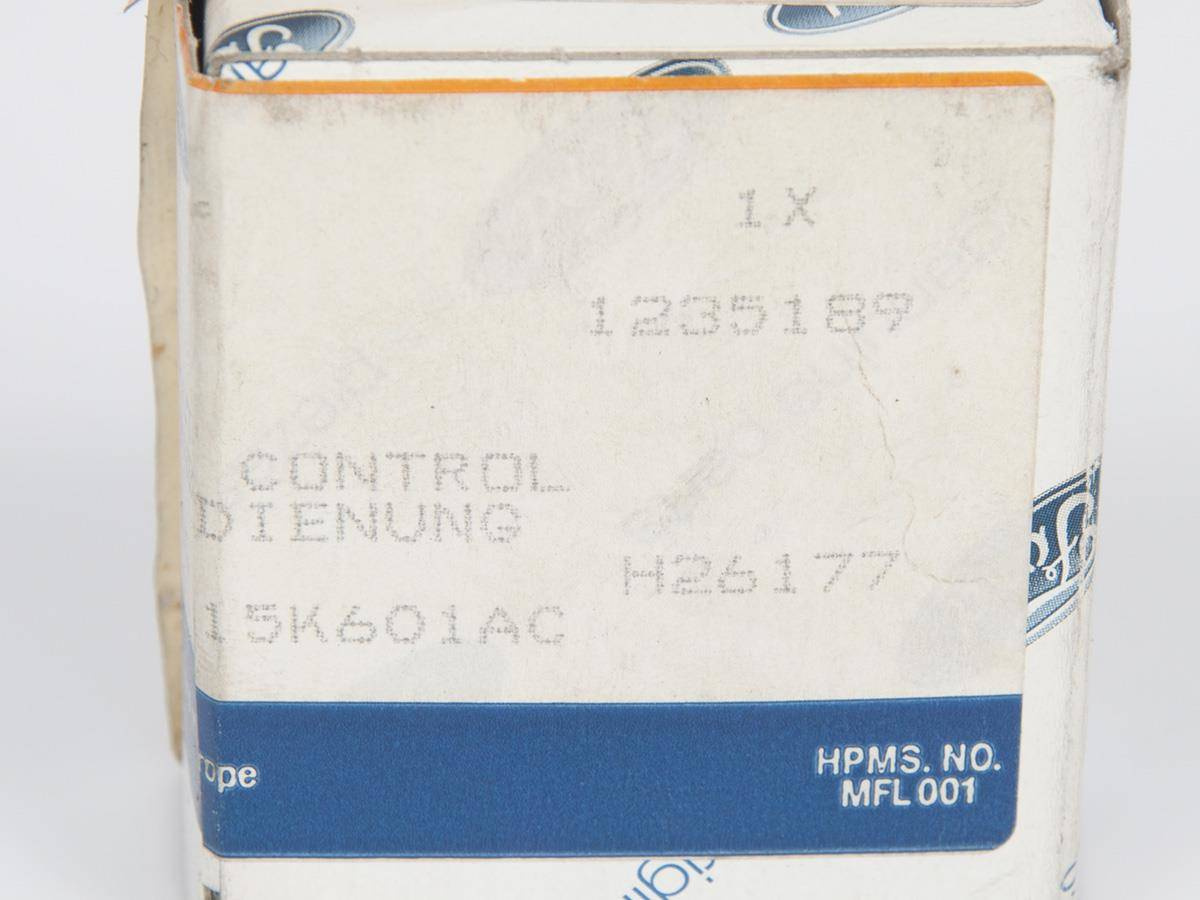 1X
1235189
CONTROL
DIENUNG
H26177
15K601AC
rope
HPMS. NO.
MFL 001